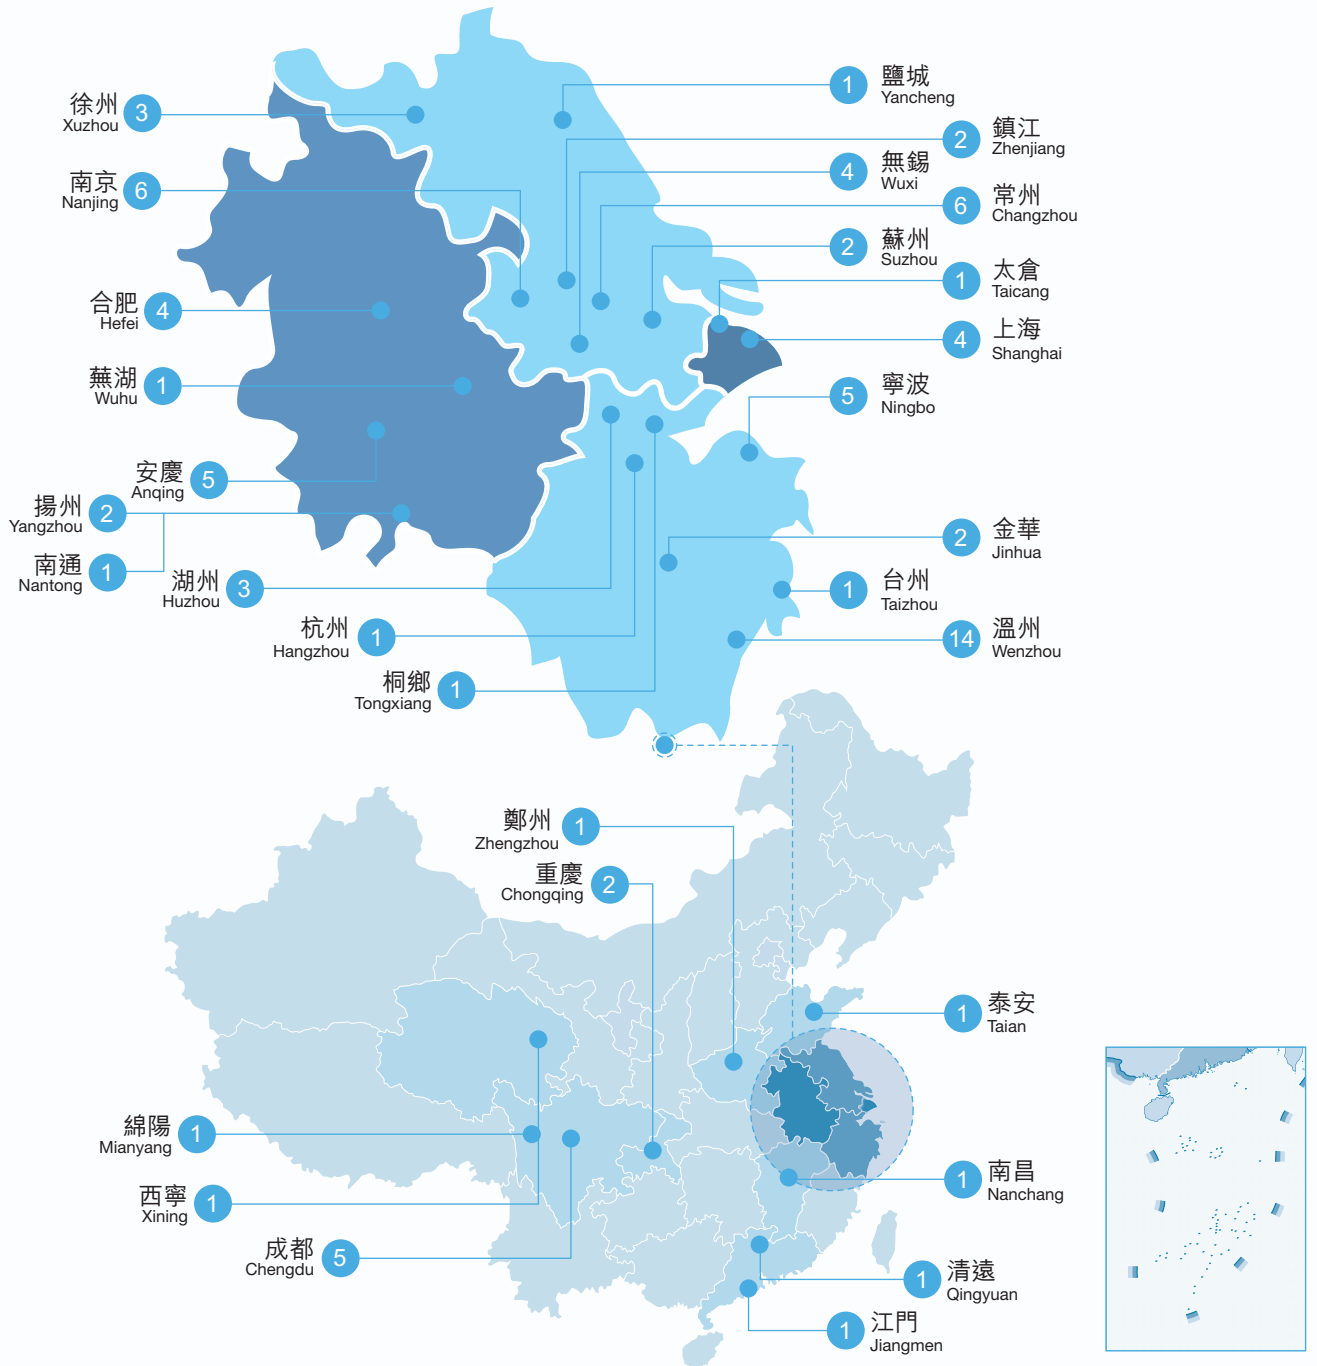 徐州
Xuzhou
3
南京
Nanjing
6
合肥
Hefei
4
蕪湖
Wuhu
1
安慶
Anqing
5
揚州
Yangzhou
2
南通
Nantong
1
湖州
Huzhou
3
杭州
Hangzhou
1
桐鄉
Tongxiang
1
1
鹽城
Yancheng
2
鎮江
Zhenjiang
4
無錫
Wuxi
6
常州
Changzhou
2
蘇州
Suzhou
1
太倉
Taicang
4
上海
Shanghai
5
寧波
Ningbo
2
金華
Jinhua
1
台州
Taizhou
14
溫州
Wenzhou
鄭州
Zhengzhou
1
重慶
Chongqing
2
綿陽
Mianyang
1
西寧
Xining
1
成都
Chengdu
5
1
泰安
Taian
1
南昌
Nanchang
1
清遠
Qingyuan
1
江門
Jiangmen